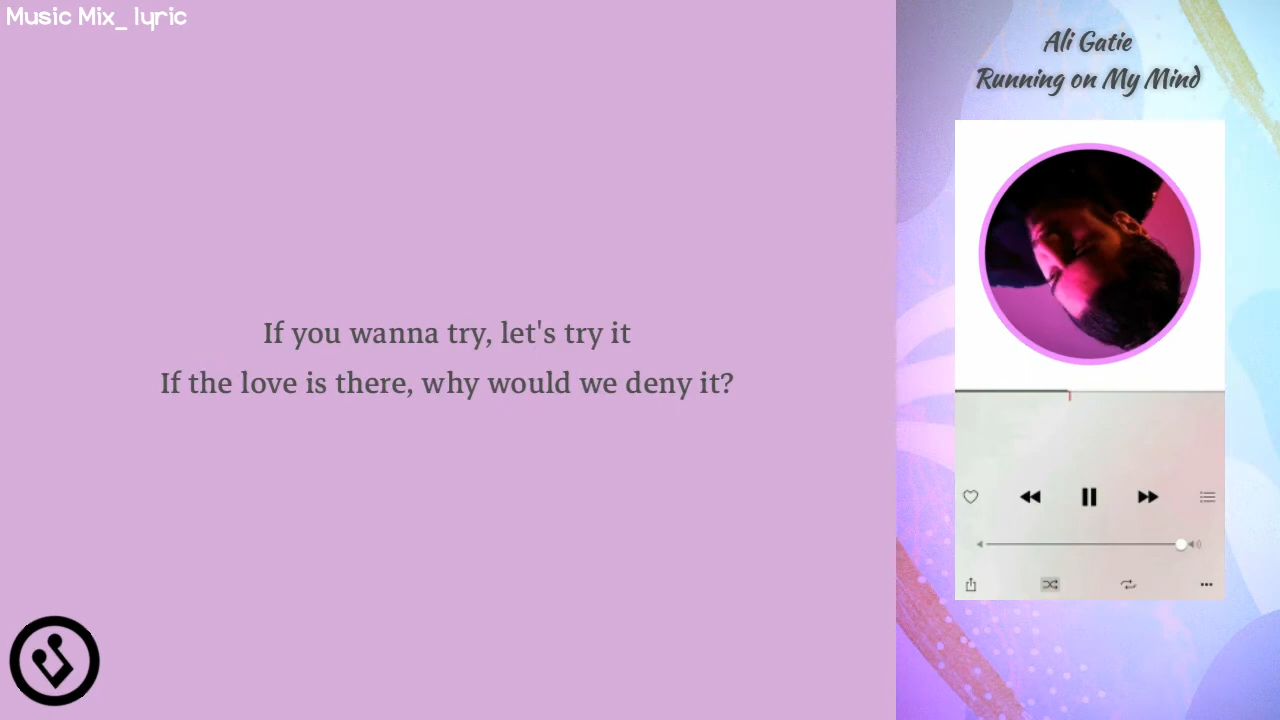 Music Mix_ lyric
Ali Gatie
Running on My Mind
If you wanna try, let's try it
If the love is there, why would we deny it?